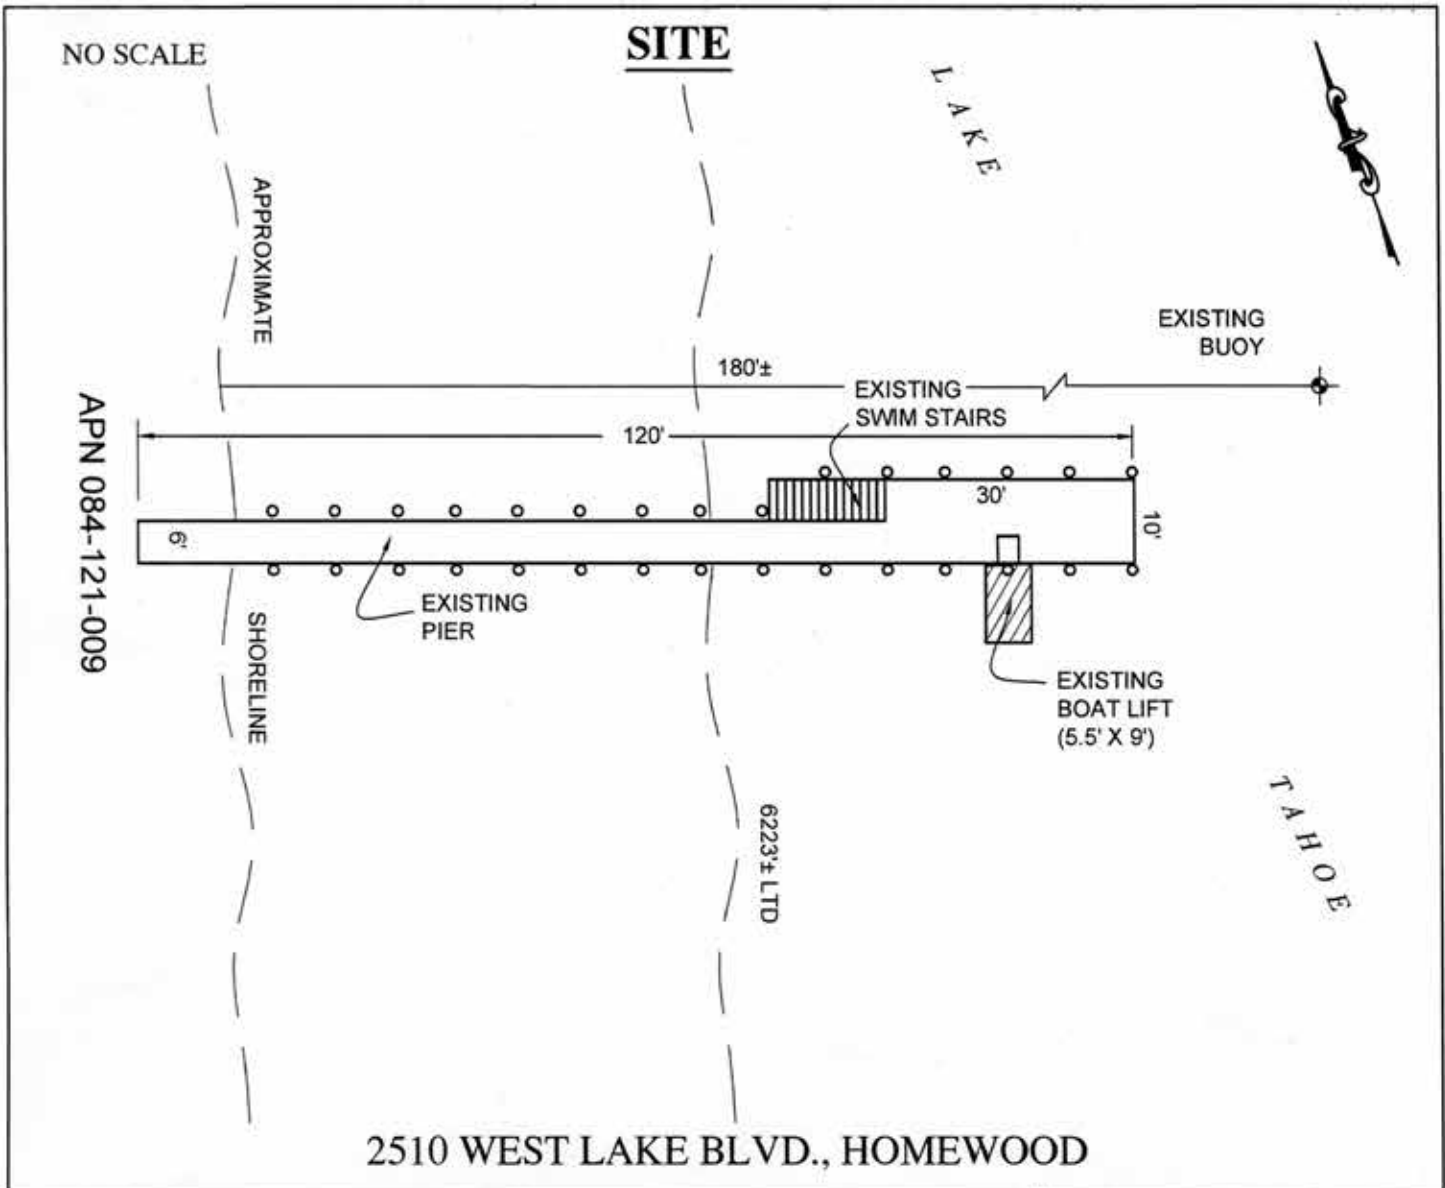 NO SCALE
SITE
LAKE
APPROXIMATE
EXISTING
BUOY
180'±
EXISTING
SWIM STAIRS
APN 084-121-009
120'
30'
10'
6'
EXISTING
PIER
SHORELINE
EXISTING
BOAT LIFT
(5.5' X 9')
6223'± LTD
TAHOE
2510 WEST LAKE BLVD., HOMEWOOD